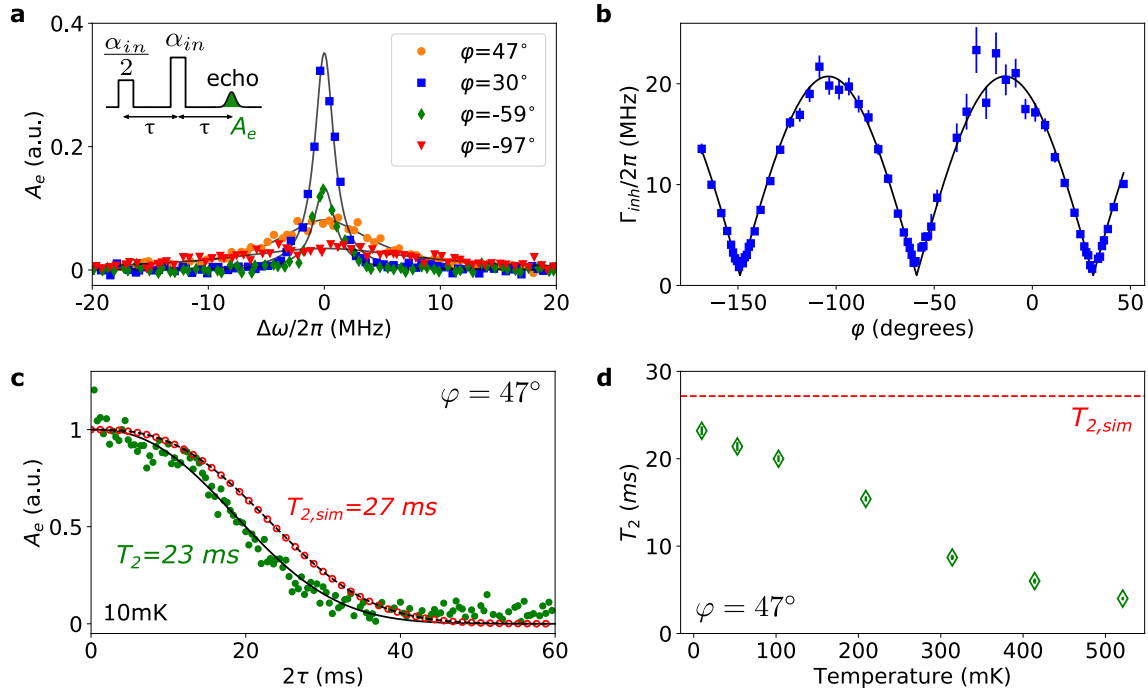 a
0.4
0.2
0
A_e (a.u.)
α_in/2
α_in
echo
τ
τ
A_e
φ=47°
φ=30°
φ=-59°
φ=-97°
-20
-10
0
10
20
Δω/2π (MHz)
b
20
10
0
Γ_inh/2π (MHz)
−150
−100
−50
0
50
φ (degrees)
c
φ = 47°
1
0.5
0
A_e (a.u.)
T_2,sim=27 ms
T_2=23 ms
10mK
0
20
40
60
2τ (ms)
d
30
20
10
0
T_2 (ms)
T_2,sim
φ = 47°
0
100
200
300
400
500
Temperature (mK)